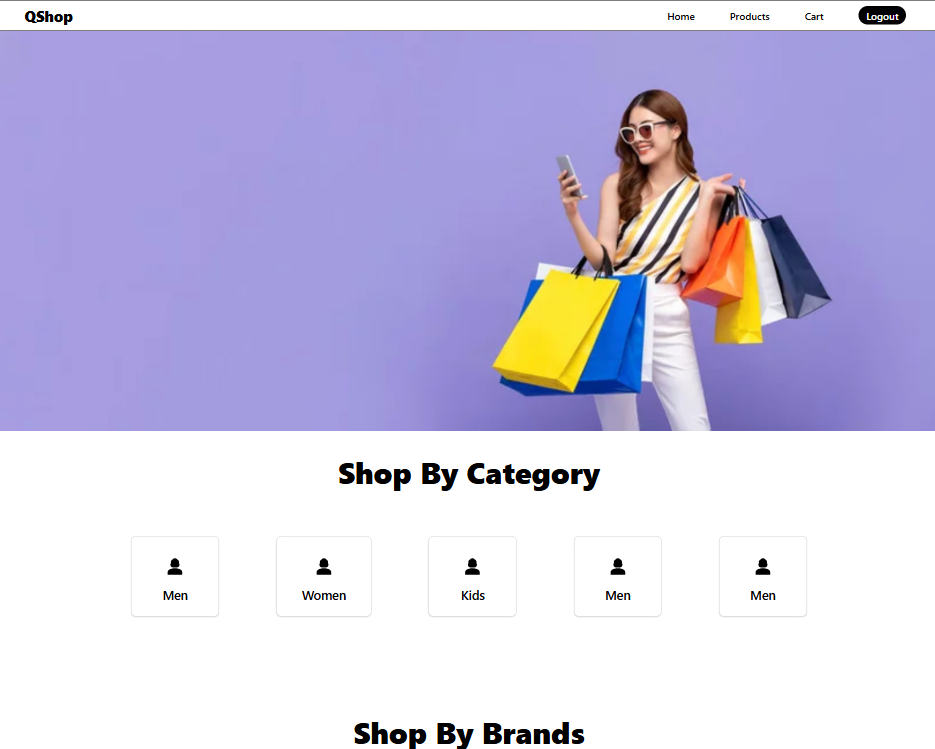 QShop
Home Products Cart Logout
Shop By Category
Men Women Kids Men Men
Shop By Brands